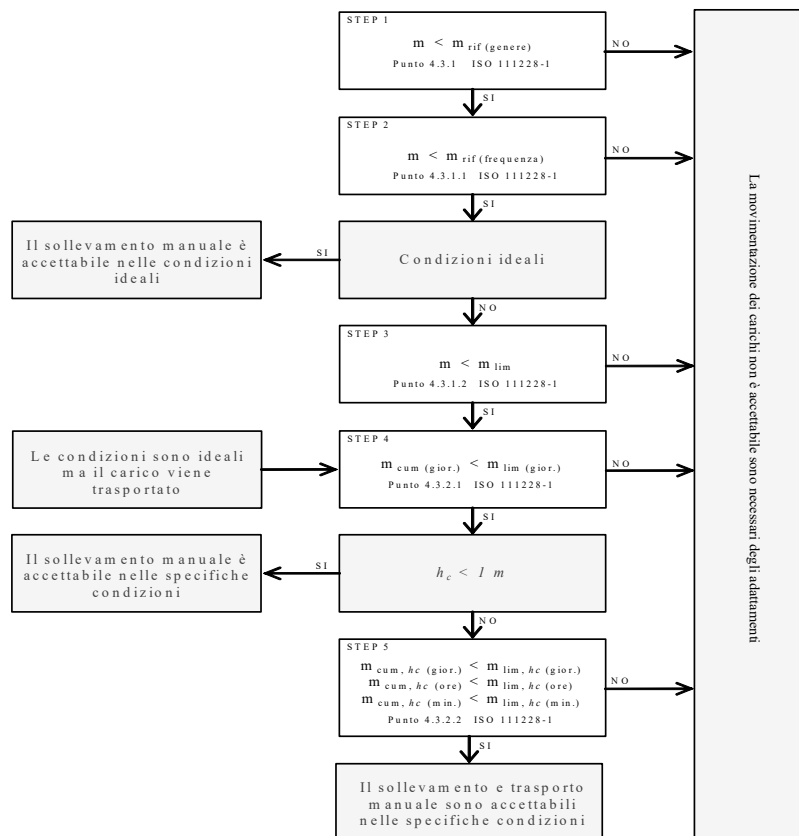 STEP 1
m < m rif (genere)
Punto 4.3.1 ISO 111228-1
NO
SI
STEP 2
m < m rif(frequenza)
Punto 4.3.1.1 ISO 111228-1
NO
SI
Il sollevamento manuale è
accettabile nelle condizioni
ideali
SI
Condizioni ideali
NO
STEP 3
m < m lim
Punto 4.3.1.2 ISO 111228-1
NO
SI
Le condizioni sono ideali
ma il carico viene
trasportato
STEP 4
m cum (gior.) < m lim (gior.)
Punto 4.3.2.1 ISO 111228-1
NO
SI
Il sollevamento manuale è
accettabile nelle specifiche
condizioni
SI
hc < 1 m
NO
STEP 5
m cum, hc (gior.) < m lim, hc (gior.)
m cum, hc (ore) < m lim, hc (ore)
m cum, hc (min.) < m lim, hc (min.)
Punto 4.3.2.2 ISO 111228-1
NO
SI
Il sollevamento e trasporto
manuale sono accettabili
nelle specifiche condizioni
La movimentazione dei carichi non è accettabile sono necessari degli adattamenti